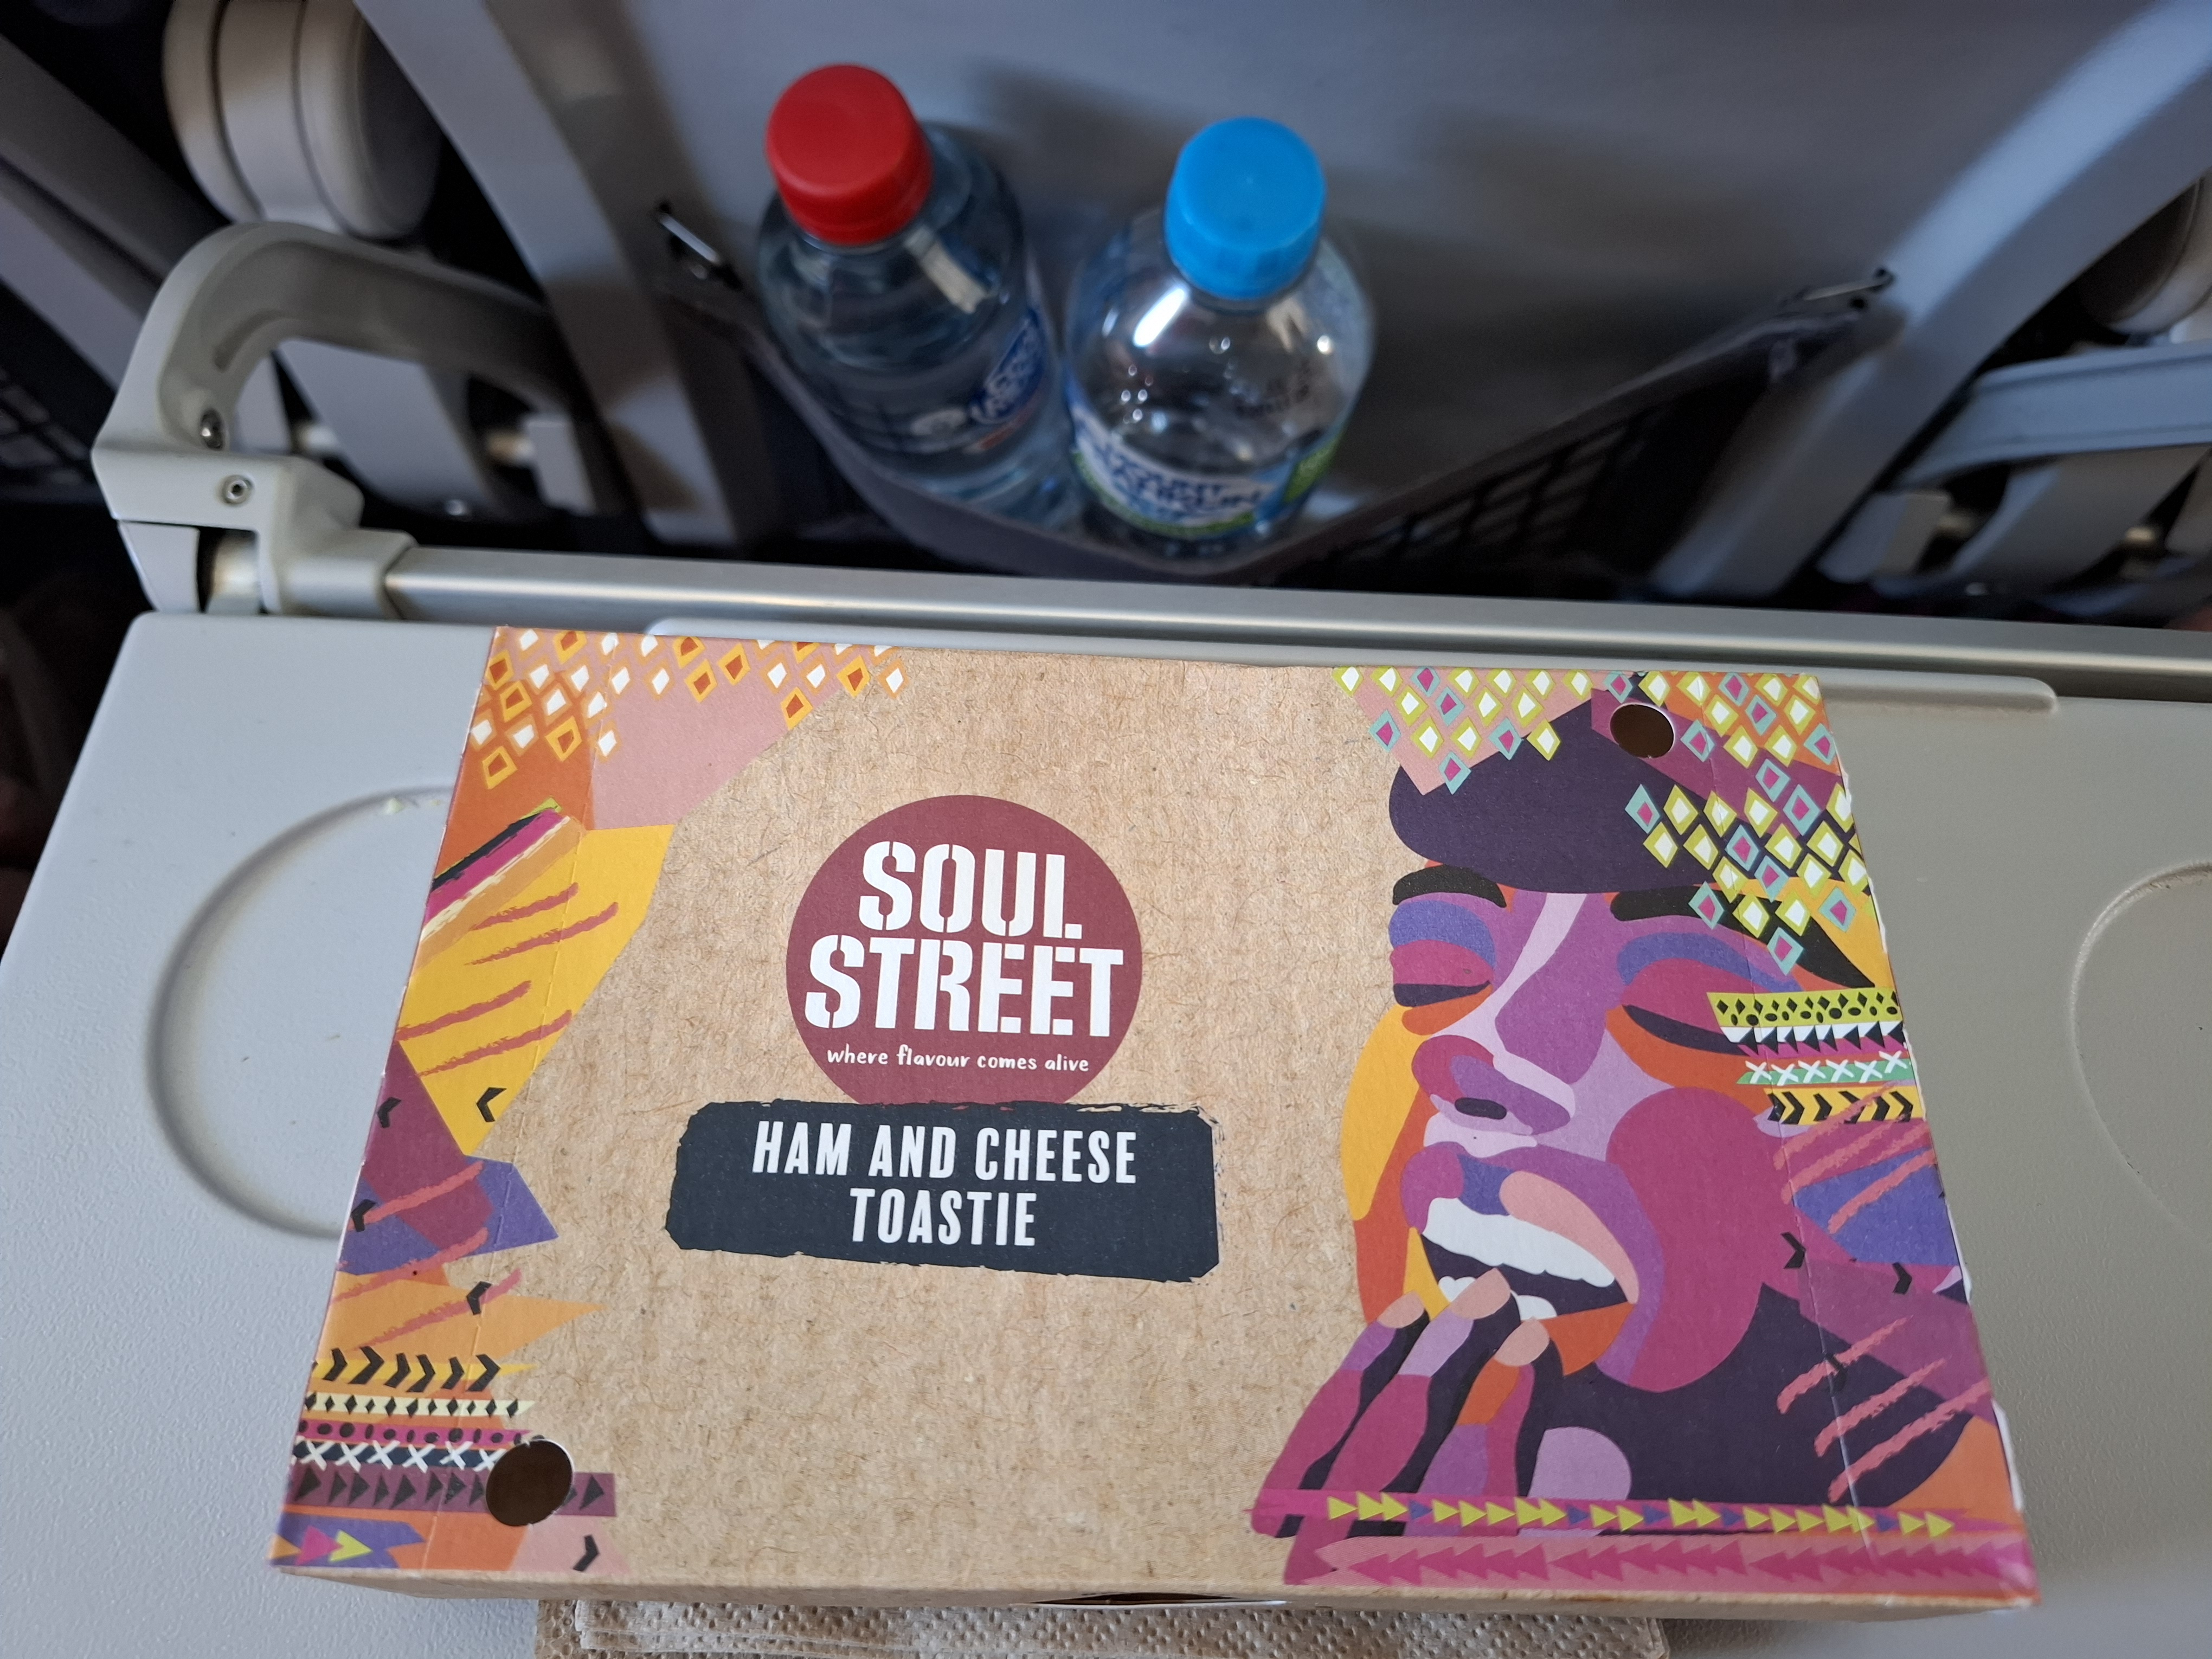 SOUL
STREET
where flavour comes alive
HAM AND CHEESE
TOASTIE